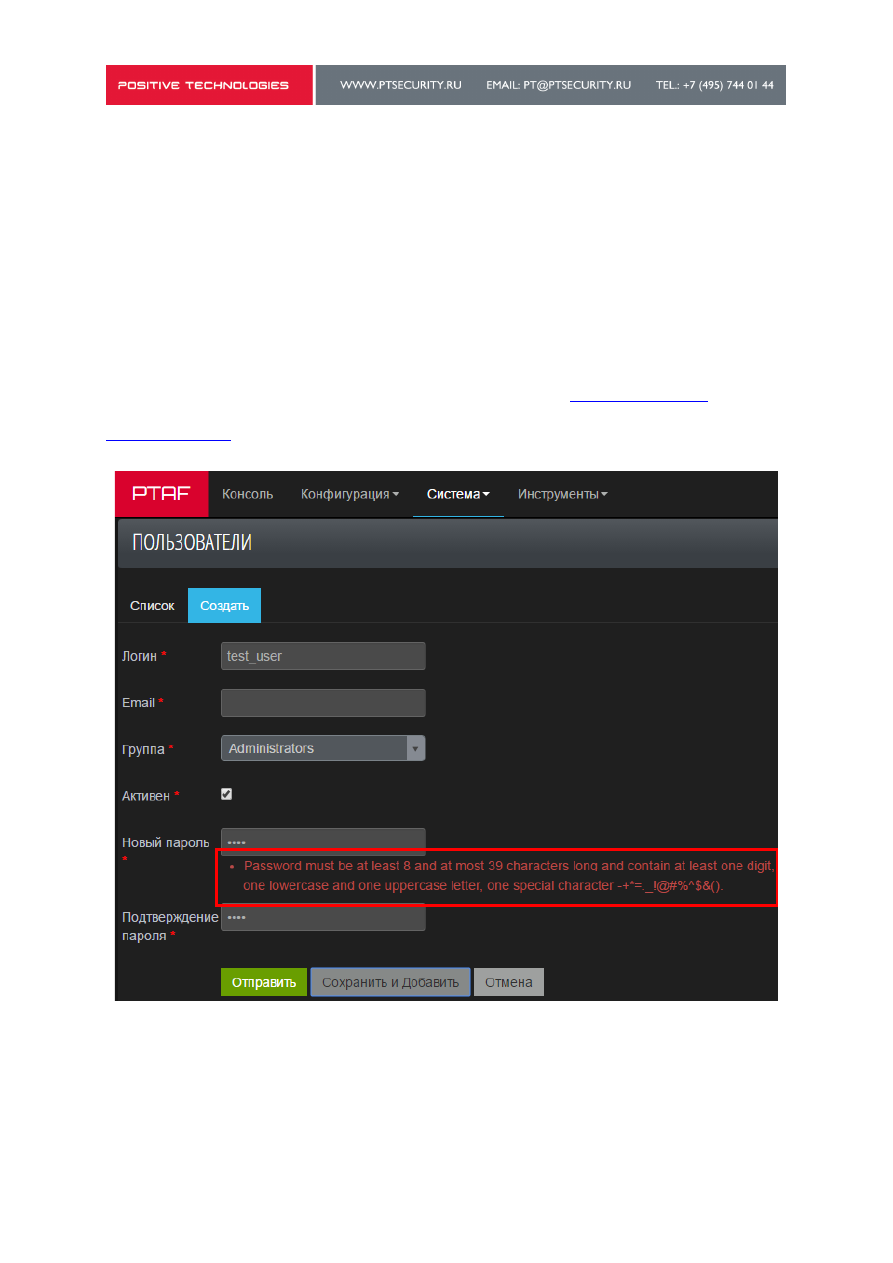 POSITIVE TECHNOLOGIES WWW.PTSECURITY.RU EMAIL: PT@PTSECURITY.RU TEL.: +7 (495) 744 01 44
PTAF Консоль Конфигурация Система Инструменты
ПОЛЬЗОВАТЕЛИ
Список Создать
Логин * test_user
Email *
Группа * Administrators
Активен *
Новый пароль ••••
*
• Password must be at least 8 and at most 39 characters long and contain at least one digit,
one lowercase and one uppercase letter, one special character -+*=._!@#%^$&().
Подтверждение ••••
пароля *
Отправить Сохранить и Добавить Отмена